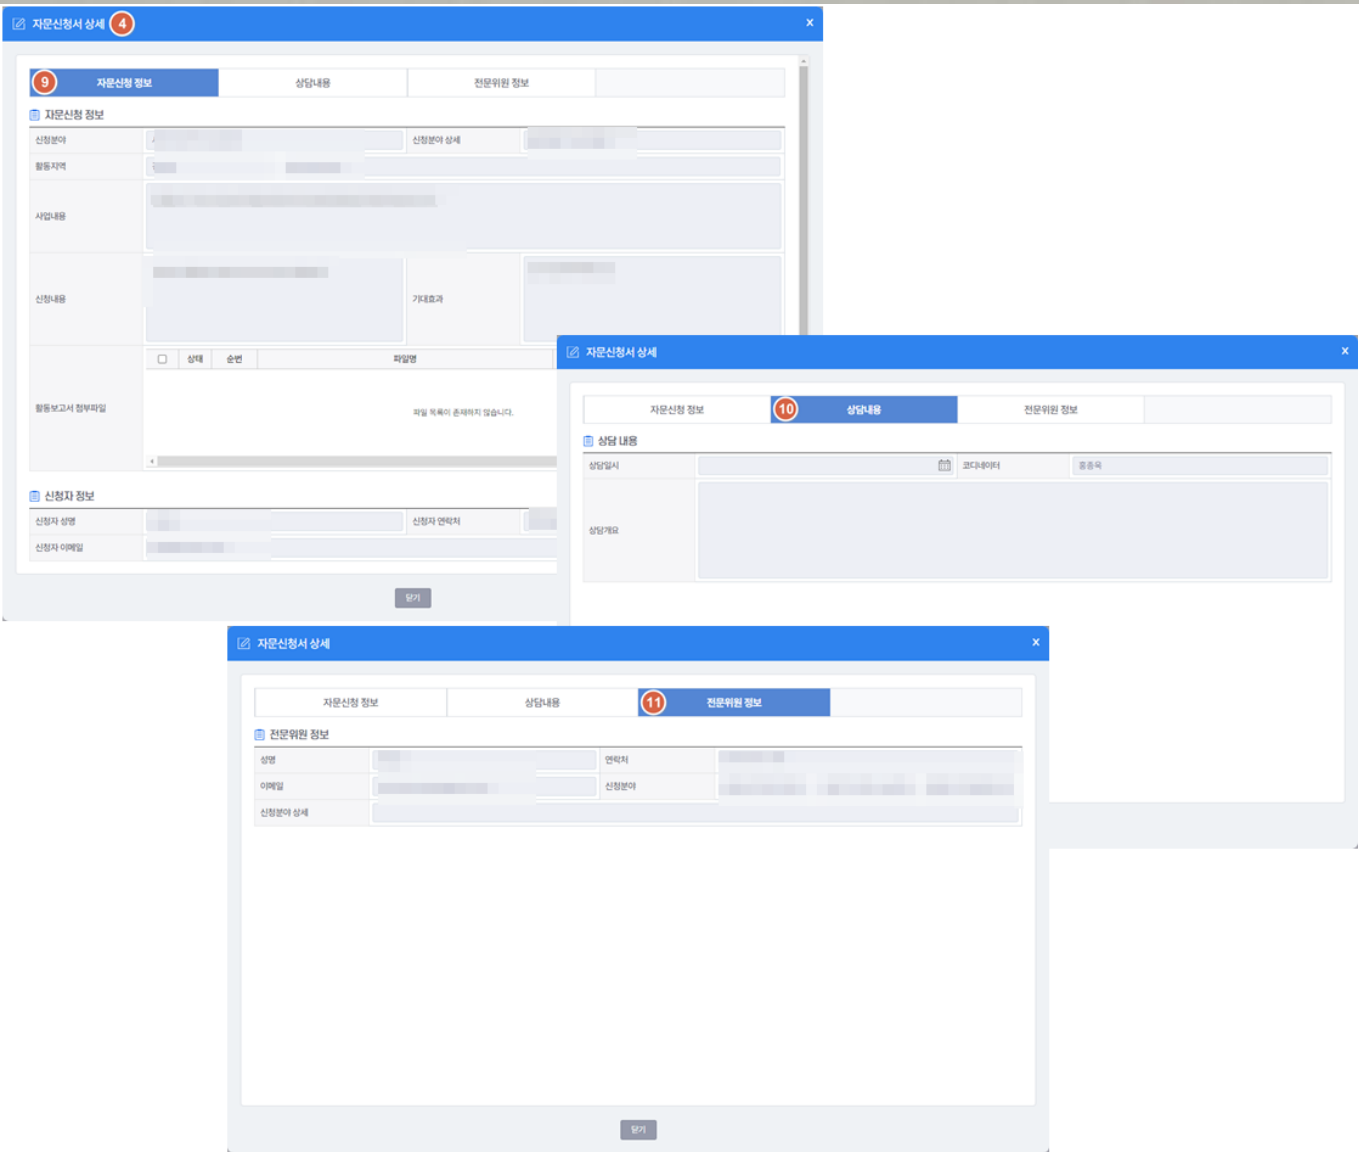 자문신청서 상세 4 x
9 자문신청 정보 상담내용 전문위원 정보
자문신청 정보
신청분야 신청분야 상세
활동지역
사업내용
신청내용 기대효과
상태 순번 파일명
활동보고서 첨부파일 파일 목록이 존재하지 않습니다.
신청자 정보
신청자 성명 신청자 연락처
신청자 이메일
닫기
자문신청서 상세 x
자문신청 정보 10 상담내용 전문위원 정보
상담 내용
상담일시 코디네이터 홍종욱
상담개요
자문신청서 상세 x
자문신청 정보 상담내용 11 전문위원 정보
전문위원 정보
성명 연락처
이메일 신청분야
신청분야 상세
닫기